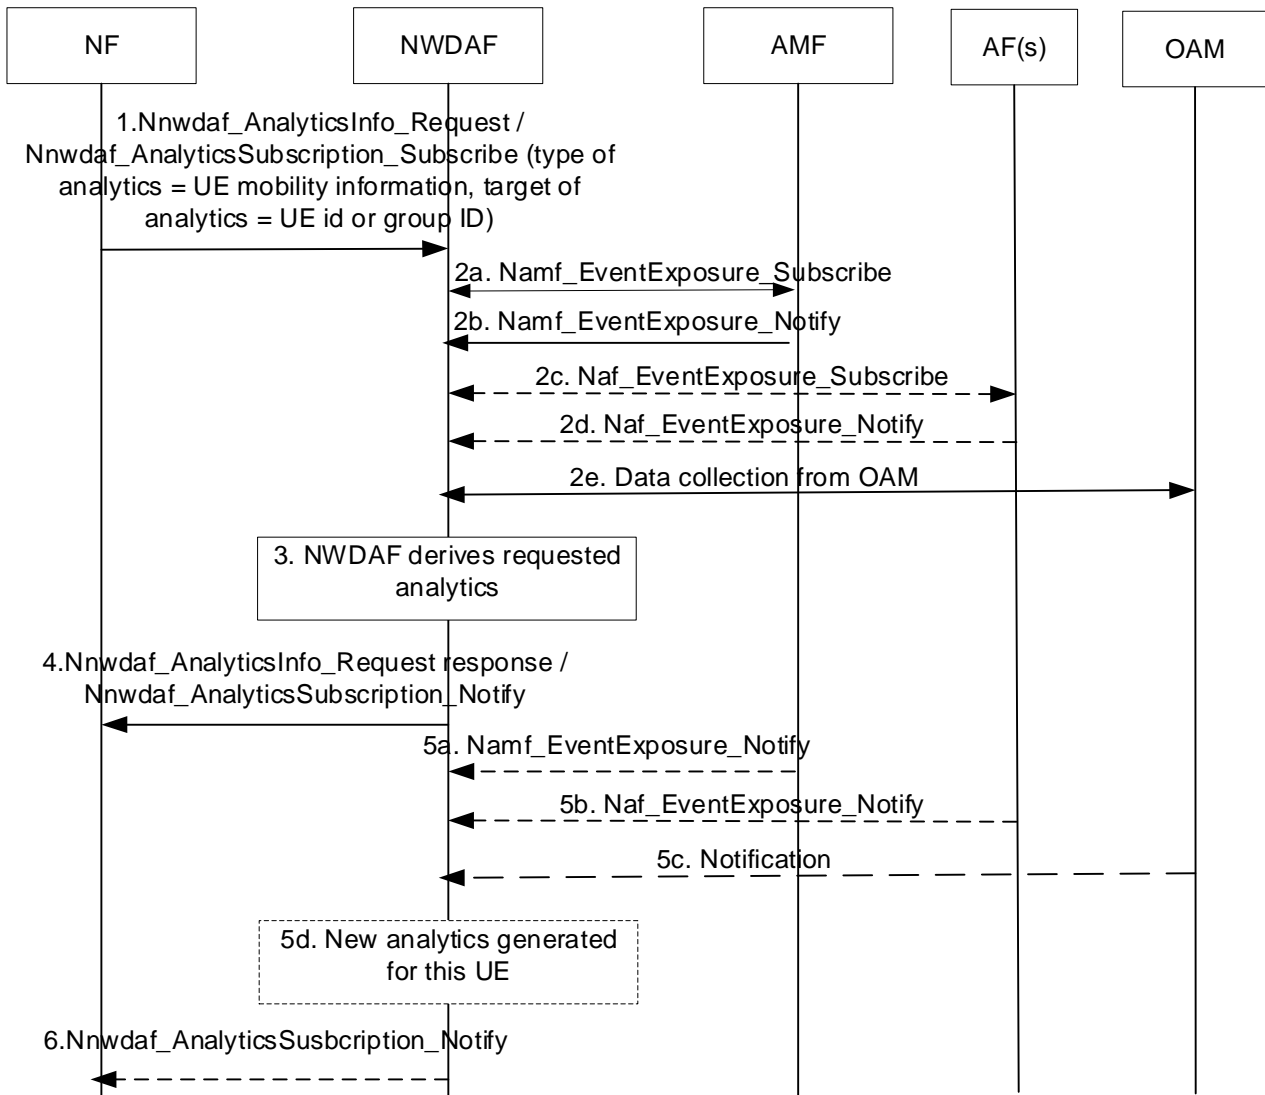 NF
NWDAF
AMF
AF(s)
OAM
1.Nnwdaf_AnalyticsInfo_Request /
Nnwdaf_AnalyticsSubscription_Subscribe (type of
analytics = UE mobility information, target of
analytics = UE id or group ID)
2a. Namf_EventExposure_Subscribe
2b. Namf_EventExposure_Notify
2c. Naf_EventExposure_Subscribe
2d. Naf_EventExposure_Notify
2e. Data collection from OAM
3. NWDAF derives requested
analytics
4.Nnwdaf_AnalyticsInfo_Request response /
Nnwdaf_AnalyticsSubscription_Notify
5a. Namf_EventExposure_Notify
5b. Naf_EventExposure_Notify
5c. Notification
5d. New analytics generated
for this UE
6.Nnwdaf_AnalyticsSusbcription_Notify